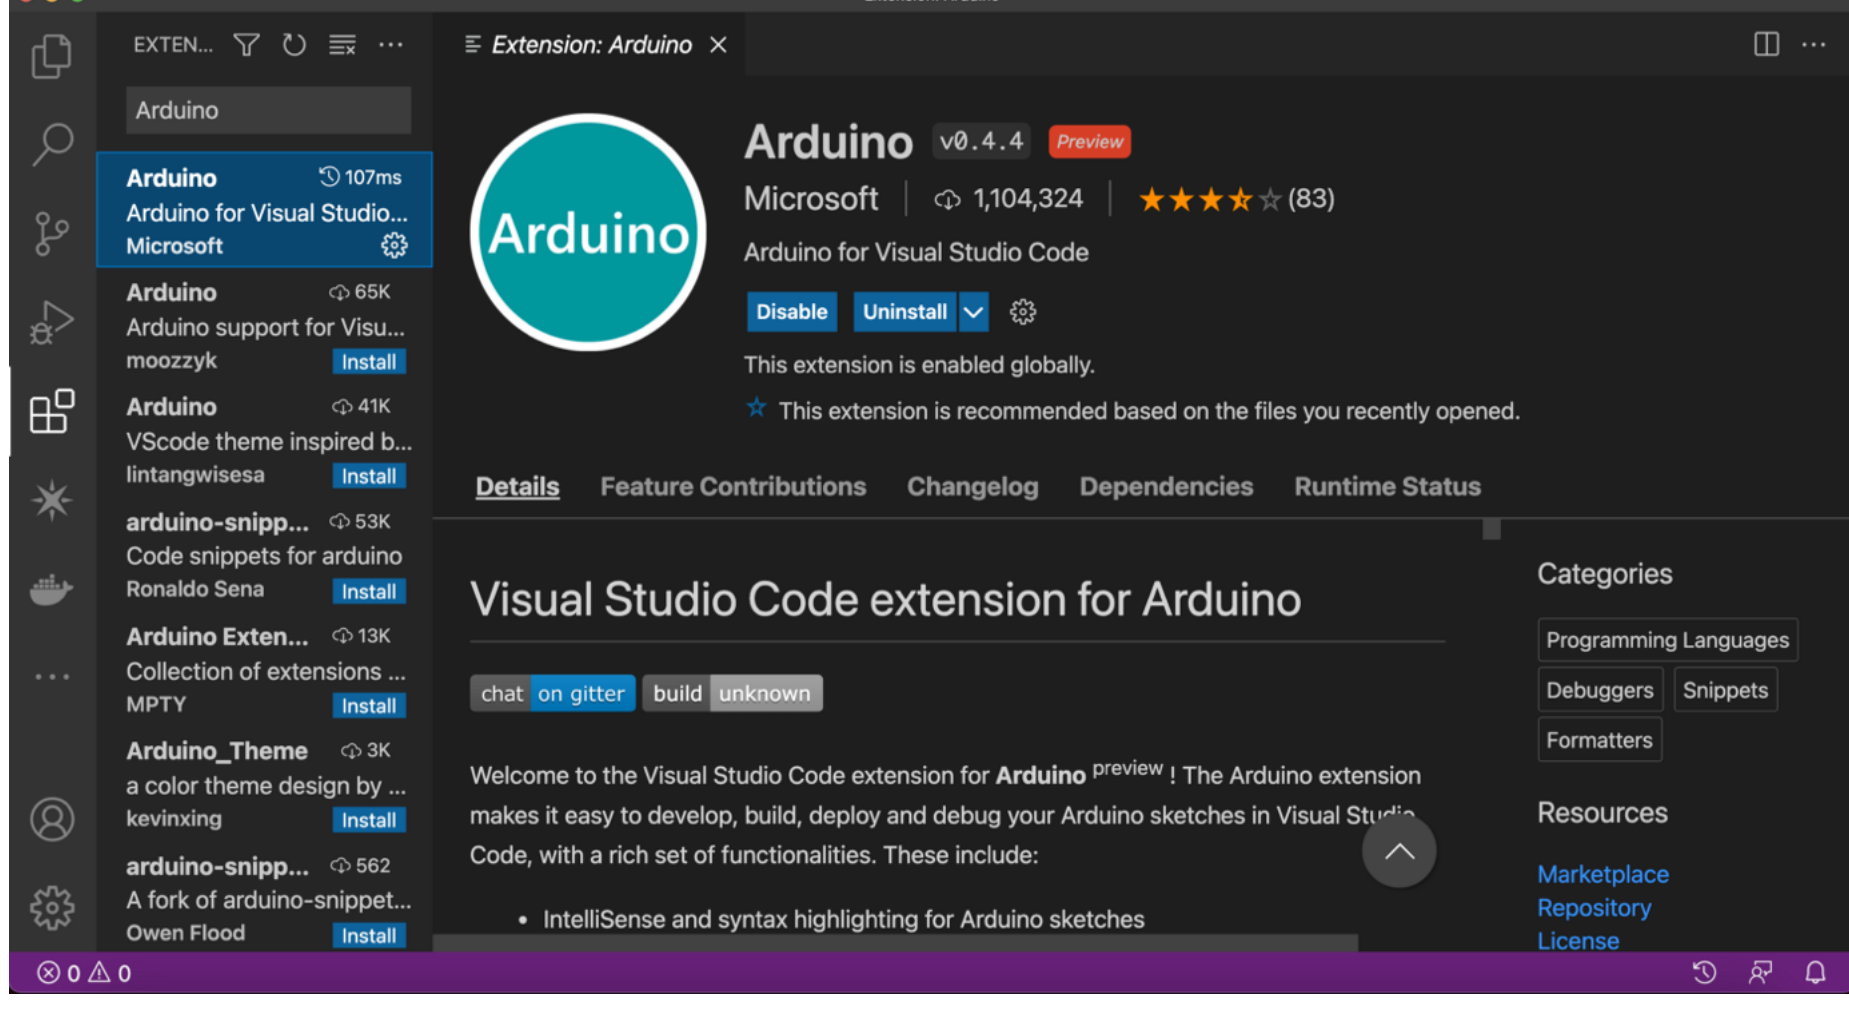 EXTEN...
Extension: Arduino
Arduino
Arduino 107ms
Arduino for Visual Studio...
Microsoft
Arduino 65K
Arduino support for Visu...
moozzyk Install
Arduino 41K
VScode theme inspired b...
lintangwisesa Install
arduino-snipp... 53K
Code snippets for arduino
Ronaldo Sena Install
Arduino Exten... 13K
Collection of extensions ...
MPTY Install
Arduino_Theme 3K
a color theme design by ...
kevinxing Install
arduino-snipp... 562
A fork of arduino-snippet...
Owen Flood Install
Arduino
Arduino v0.4.4 Preview
Microsoft 1,104,324 (83)
Arduino for Visual Studio Code
Disable Uninstall
This extension is enabled globally.
This extension is recommended based on the files you recently opened.
Details Feature Contributions Changelog Dependencies Runtime Status
Visual Studio Code extension for Arduino
chat on gitter build unknown
Welcome to the Visual Studio Code extension for Arduino preview ! The Arduino extension
makes it easy to develop, build, deploy and debug your Arduino sketches in Visual Studio
Code, with a rich set of functionalities. These include:
• IntelliSense and syntax highlighting for Arduino sketches
Categories
Programming Languages
Debuggers Snippets
Formatters
Resources
Marketplace
Repository
License
0 0